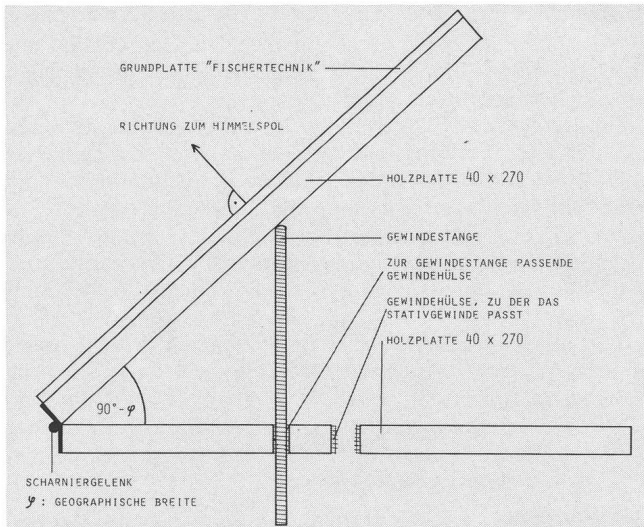 GRUNDPLATTE "FISCHERTECHNIK"
RICHTUNG ZUM HIMMELSPOL
HOLZPLATTE 40 x 270
GEWINDESTANGE
ZUR GEWINDESTANGE PASSENDE
GEWINDEHÜLSE
GEWINDEHÜLSE, ZU DER DAS
STATIVGEWINDE PASST
HOLZPLATTE 40 x 270
90°-φ
SCHARNIERGELENK
φ : GEOGRAPHISCHE BREITE